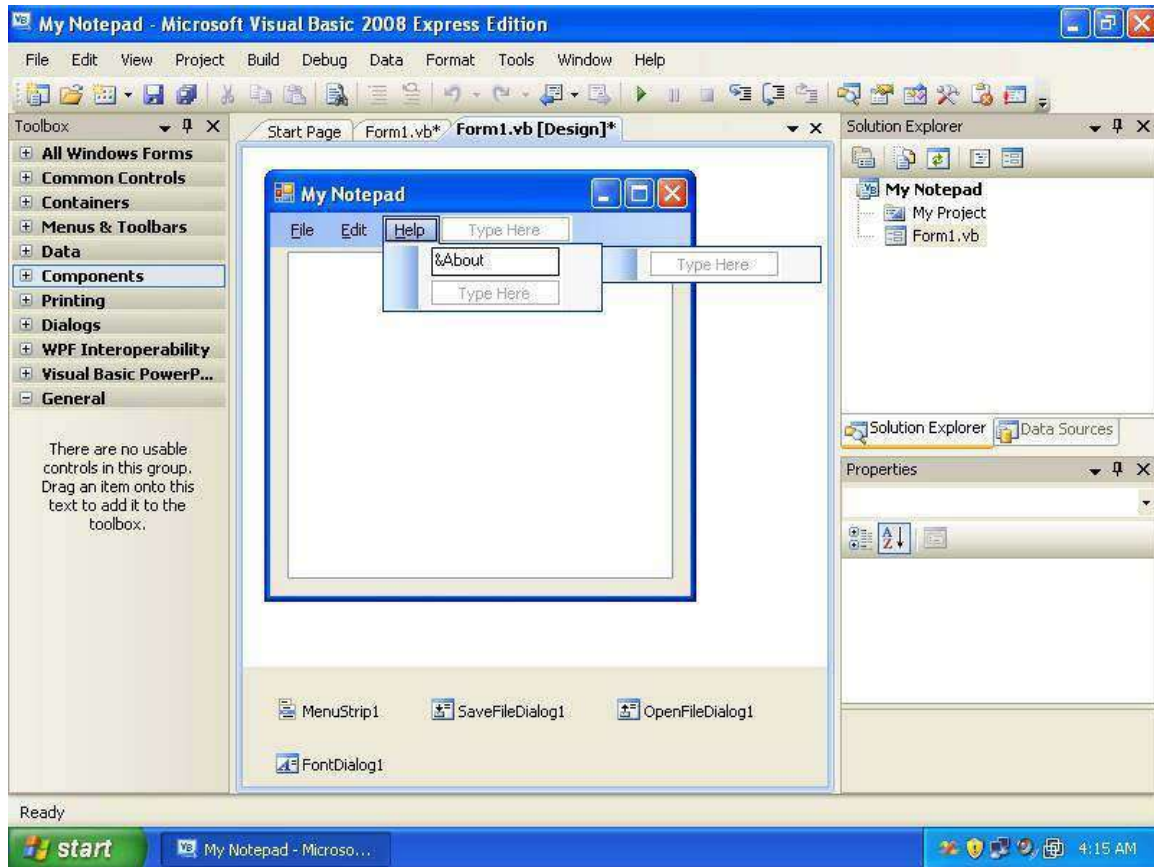 My Notepad - Microsoft Visual Basic 2008 Express Edition
File Edit View Project Build Debug Data Format Tools Window Help
Toolbox
All Windows Forms
Common Controls
Containers
Menus & Toolbars
Data
Components
Printing
Dialogs
WPF Interoperability
Visual Basic PowerP...
General
There are no usable
controls in this group.
Drag an item onto this
text to add it to the
toolbox.
Start Page Form1.vb* Form1.vb [Design]*
My Notepad
File Edit Help Type Here
&About
Type Here
Type Here
MenuStrip1 SaveFileDialog1 OpenFileDialog1
FontDialog1
Solution Explorer
My Notepad
My Project
Form1.vb
Solution Explorer Data Sources
Properties
Ready
start My Notepad - Microso... 4:15 AM